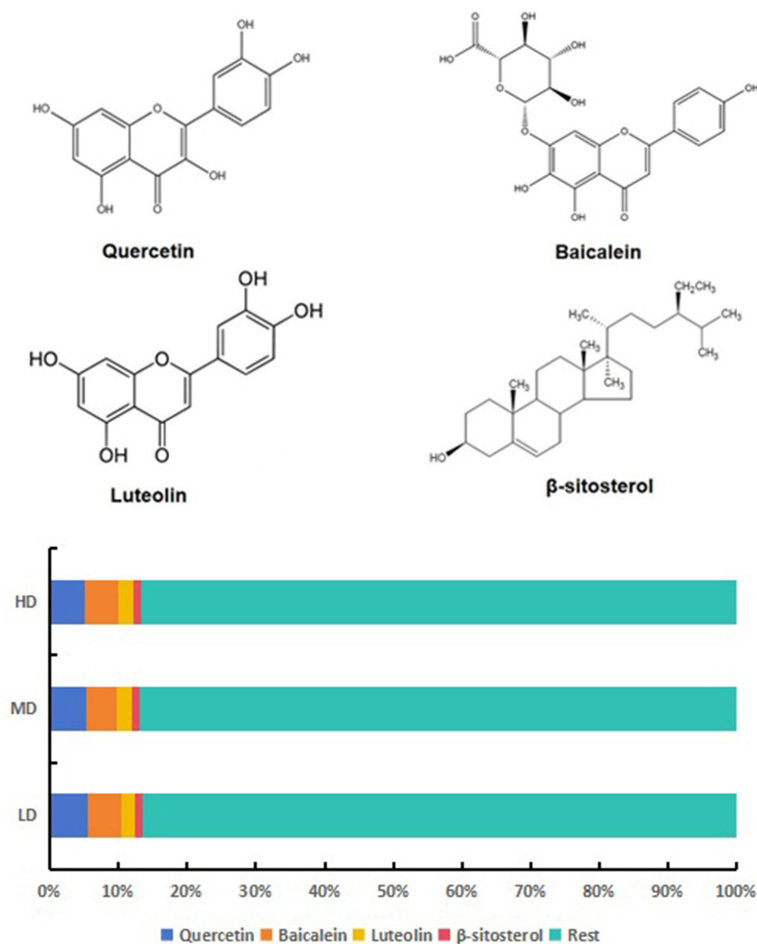 OH
OH
HO
O
OH
OH
O
Quercetin
O
OH
HO
OH
O
OH
OH
O
O
HO
OH
O
Baicalein
OH
OH
HO
O
OH
O
Luteolin
CH₂CH₃
H₃C
CH₃
CH₃
CH₃
CH₃
CH₃
HO
β-sitosterol
HD
MD
LD
0% 10% 20% 30% 40% 50% 60% 70% 80% 90% 100%
Quercetin Baicalein Luteolin β-sitosterol Rest